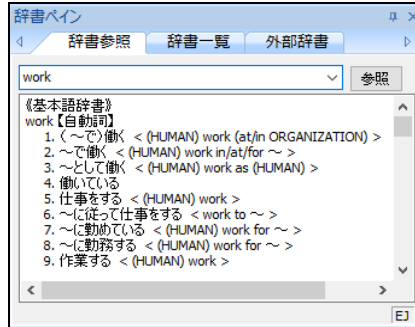 辞書ペイン
辞書参照 辞書一覧 外部辞書
work 参照
《基本語辞書》
work【自動詞】
1. (～で)働く < (HUMAN) work (at/in ORGANIZATION) >
2. ～で働く < (HUMAN) work in/at/for ～ >
3. ～として働く < (HUMAN) work as (HUMAN) >
4. 働いている
5. 仕事をする < (HUMAN) work >
6. ～に従って仕事をする < work to ～ >
7. ～に勤めている < (HUMAN) work for ～ >
8. ～に勤務する < (HUMAN) work for ～ >
9. 作業する < (HUMAN) work >
EJ